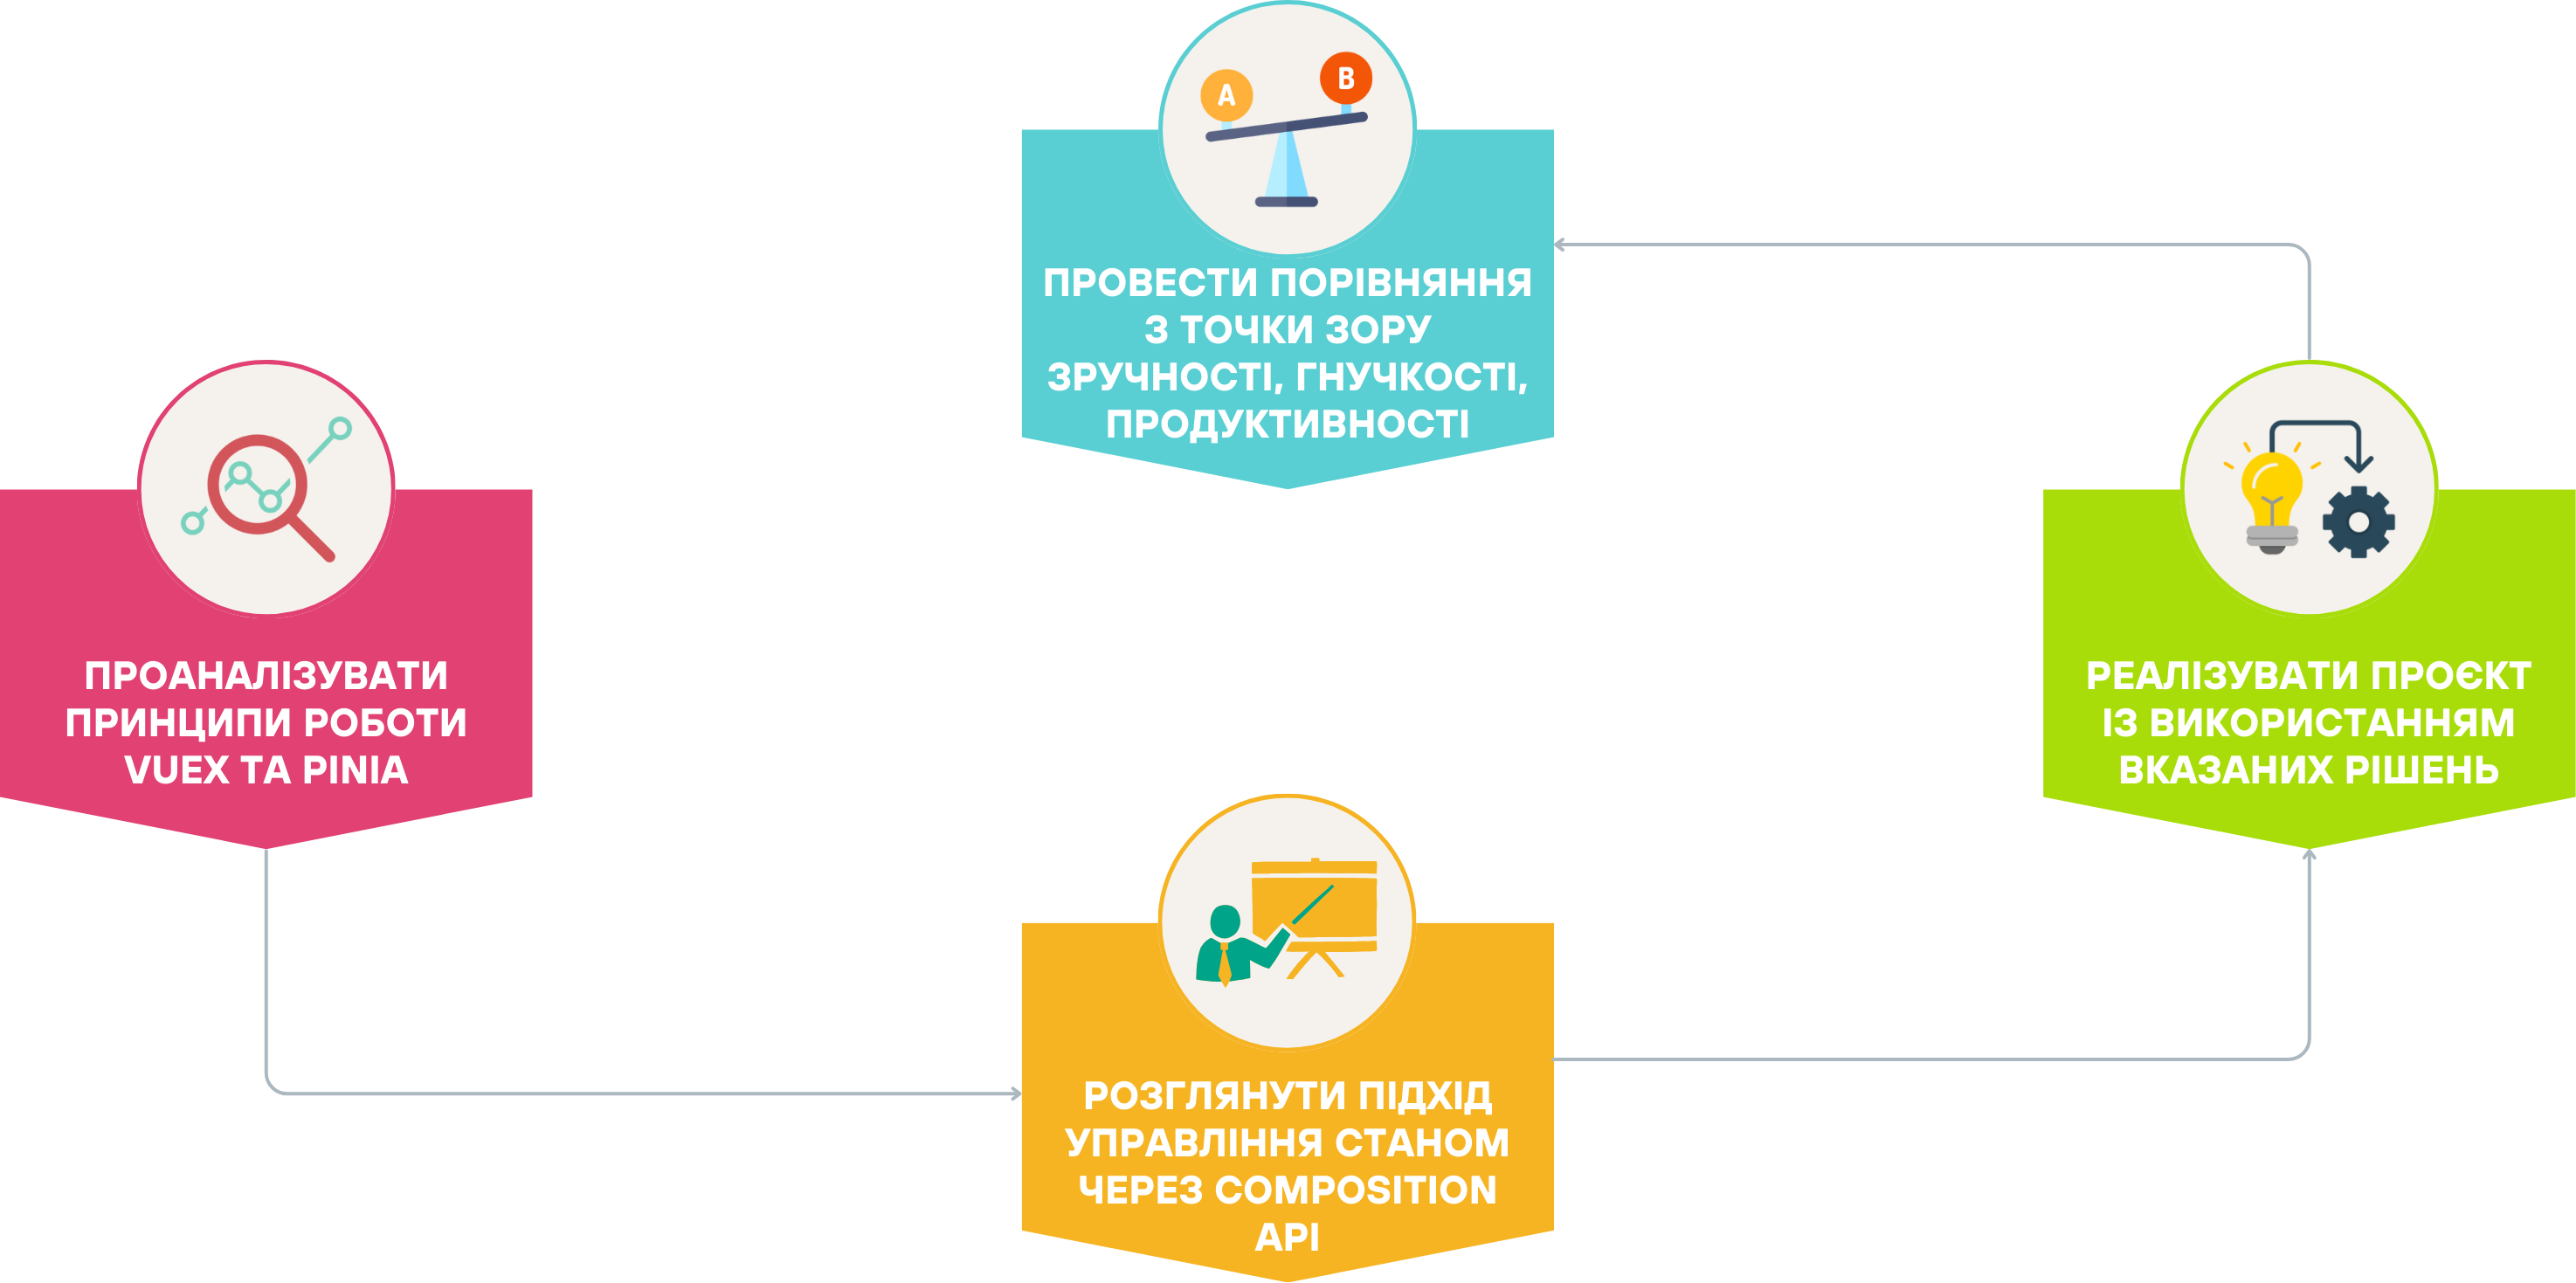 A
B
ПРОВЕСТИ ПОРІВНЯННЯ
З ТОЧКИ ЗОРУ
ЗРУЧНОСТІ, ГНУЧКОСТІ,
ПРОДУКТИВНОСТІ
ПРОАНАЛІЗУВАТИ
ПРИНЦИПИ РОБОТИ
VUEX ТА PINIA
РЕАЛІЗУВАТИ ПРОЄКТ
ІЗ ВИКОРИСТАННЯМ
ВКАЗАНИХ РІШЕНЬ
РОЗГЛЯНУТИ ПІДХІД
УПРАВЛІННЯ СТАНОМ
ЧЕРЕЗ COMPOSITION
API